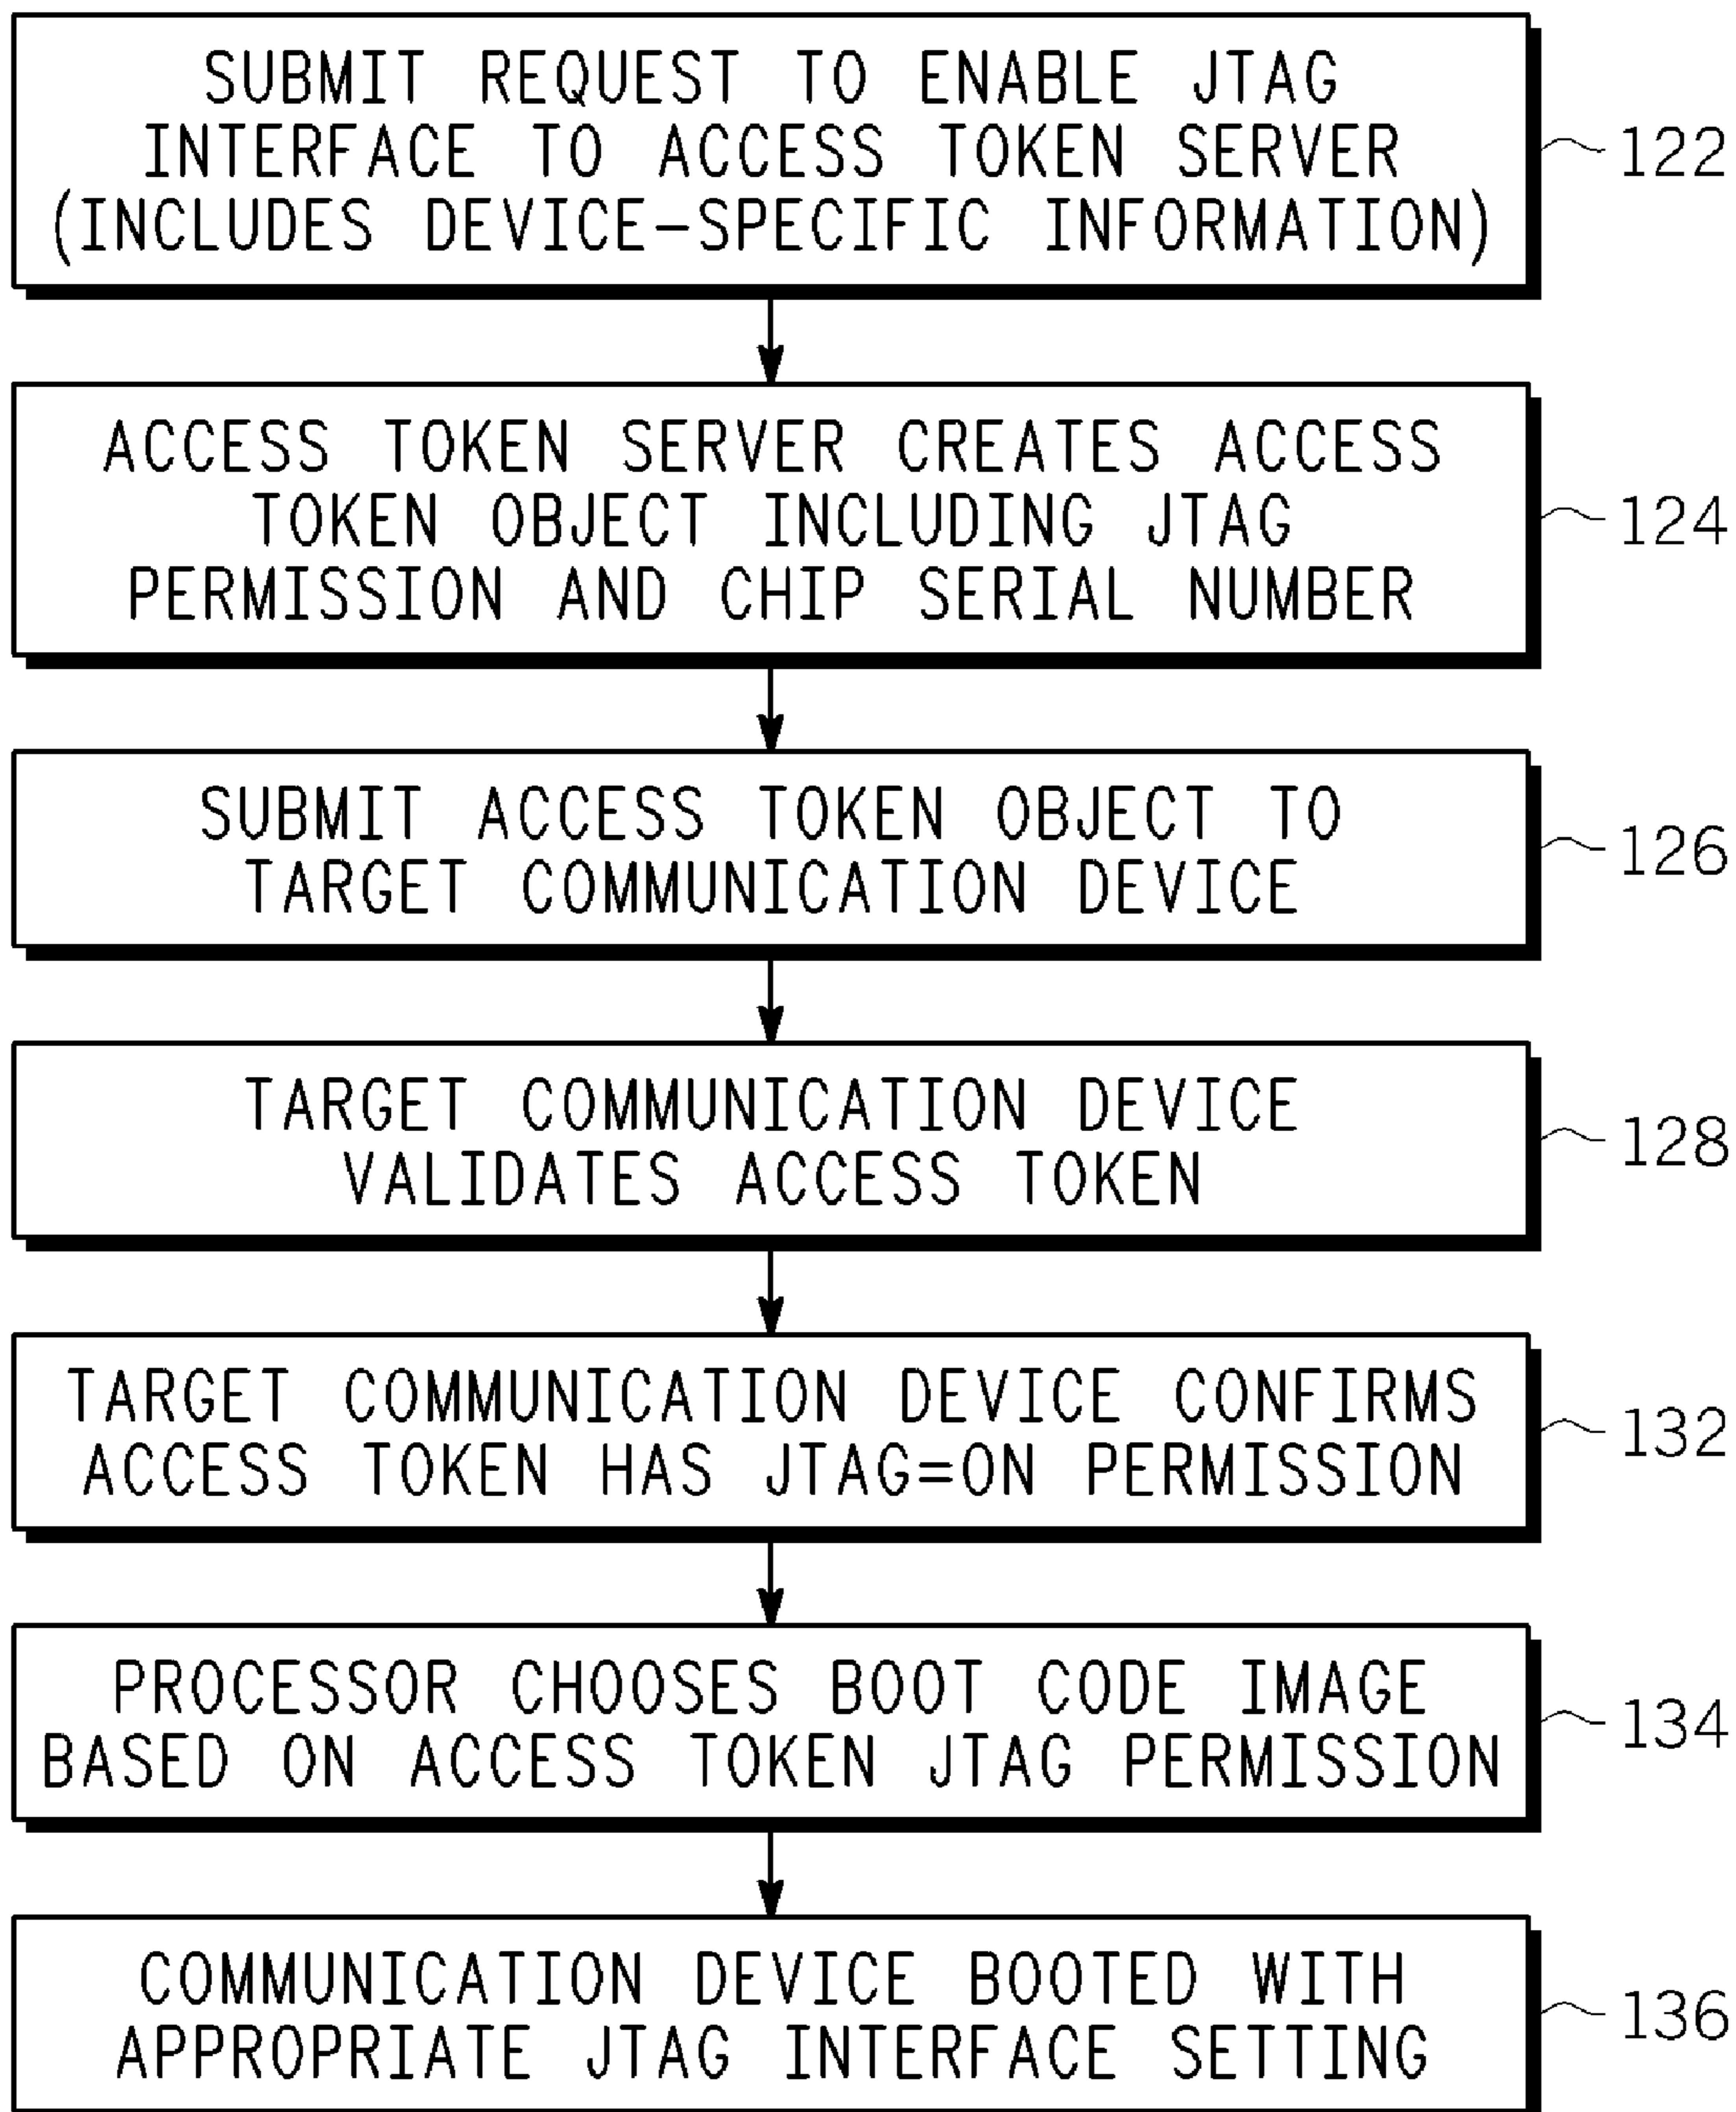 SUBMIT REQUEST TO ENABLE JTAG
INTERFACE TO ACCESS TOKEN SERVER
(INCLUDES DEVICE-SPECIFIC INFORMATION)
122
ACCESS TOKEN SERVER CREATES ACCESS
TOKEN OBJECT INCLUDING JTAG
PERMISSION AND CHIP SERIAL NUMBER
124
SUBMIT ACCESS TOKEN OBJECT TO
TARGET COMMUNICATION DEVICE
126
TARGET COMMUNICATION DEVICE
VALIDATES ACCESS TOKEN
128
TARGET COMMUNICATION DEVICE CONFIRMS
ACCESS TOKEN HAS JTAG=ON PERMISSION
132
PROCESSOR CHOOSES BOOT CODE IMAGE
BASED ON ACCESS TOKEN JTAG PERMISSION
134
COMMUNICATION DEVICE BOOTED WITH
APPROPRIATE JTAG INTERFACE SETTING
136